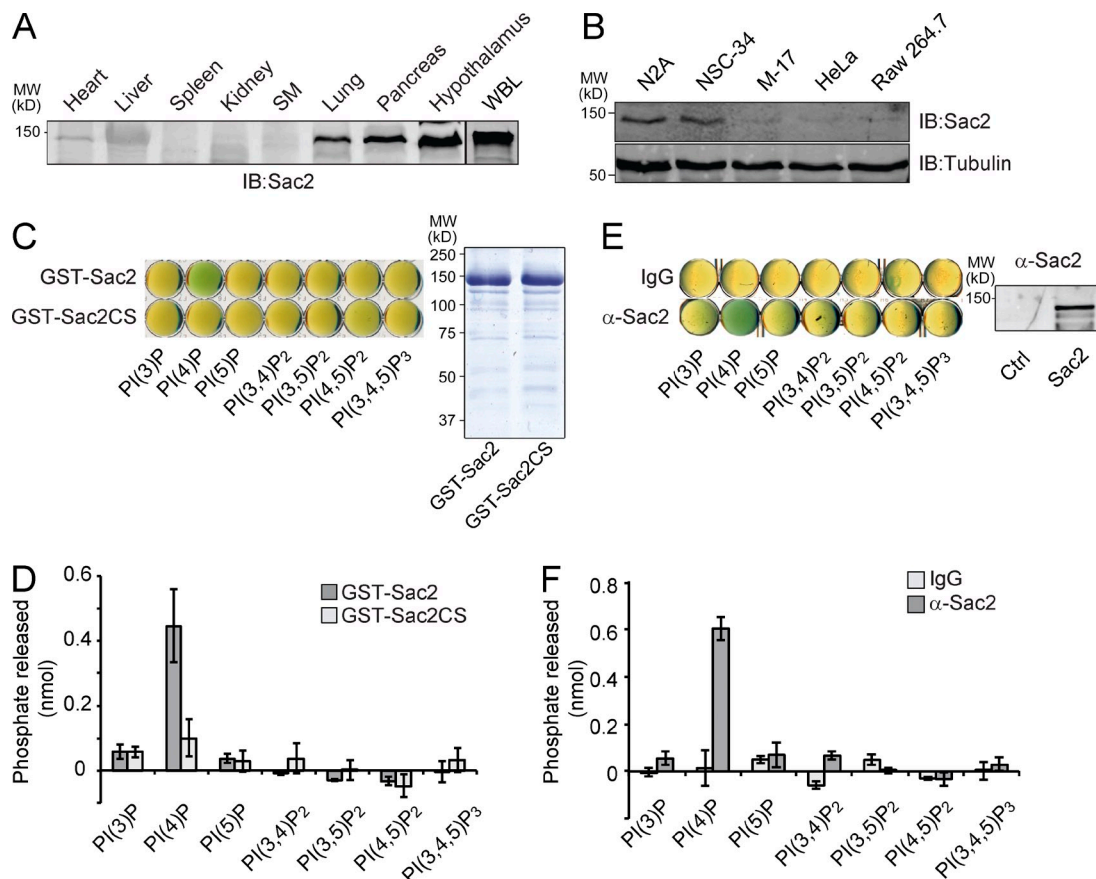 A
MW
(kD)
Heart
Liver
Spleen
Kidney
SM
Lung
Pancreas
Hypothalamus
WBL
150
IB:Sac2
B
MW
(kD)
N2A
NSC-34
M-17
HeLa
Raw 264.7
150
IB:Sac2
IB:Tubulin
50
C
GST-Sac2
GST-Sac2CS
PI(3)P
PI(4)P
PI(5)P
PI(3,4)P2
PI(3,5)P2
PI(4,5)P2
PI(3,4,5)P3
MW
(kD)
250
150
100
75
50
37
GST-Sac2
GST-Sac2CS
E
IgG
α-Sac2
PI(3)P
PI(4)P
PI(5)P
PI(3,4)P2
PI(3,5)P2
PI(4,5)P2
PI(3,4,5)P3
MW
(kD)
α-Sac2
150
Ctrl
Sac2
D
Phosphate released
(nmol)
0.6
0.4
0.2
0
GST-Sac2
GST-Sac2CS
PI(3)P
PI(4)P
PI(5)P
PI(3,4)P2
PI(3,5)P2
PI(4,5)P2
PI(3,4,5)P3
F
Phosphate released
(nmol)
0.8
0.6
0.4
0.2
0
IgG
α-Sac2
PI(3)P
PI(4)P
PI(5)P
PI(3,4)P2
PI(3,5)P2
PI(4,5)P2
PI(3,4,5)P3